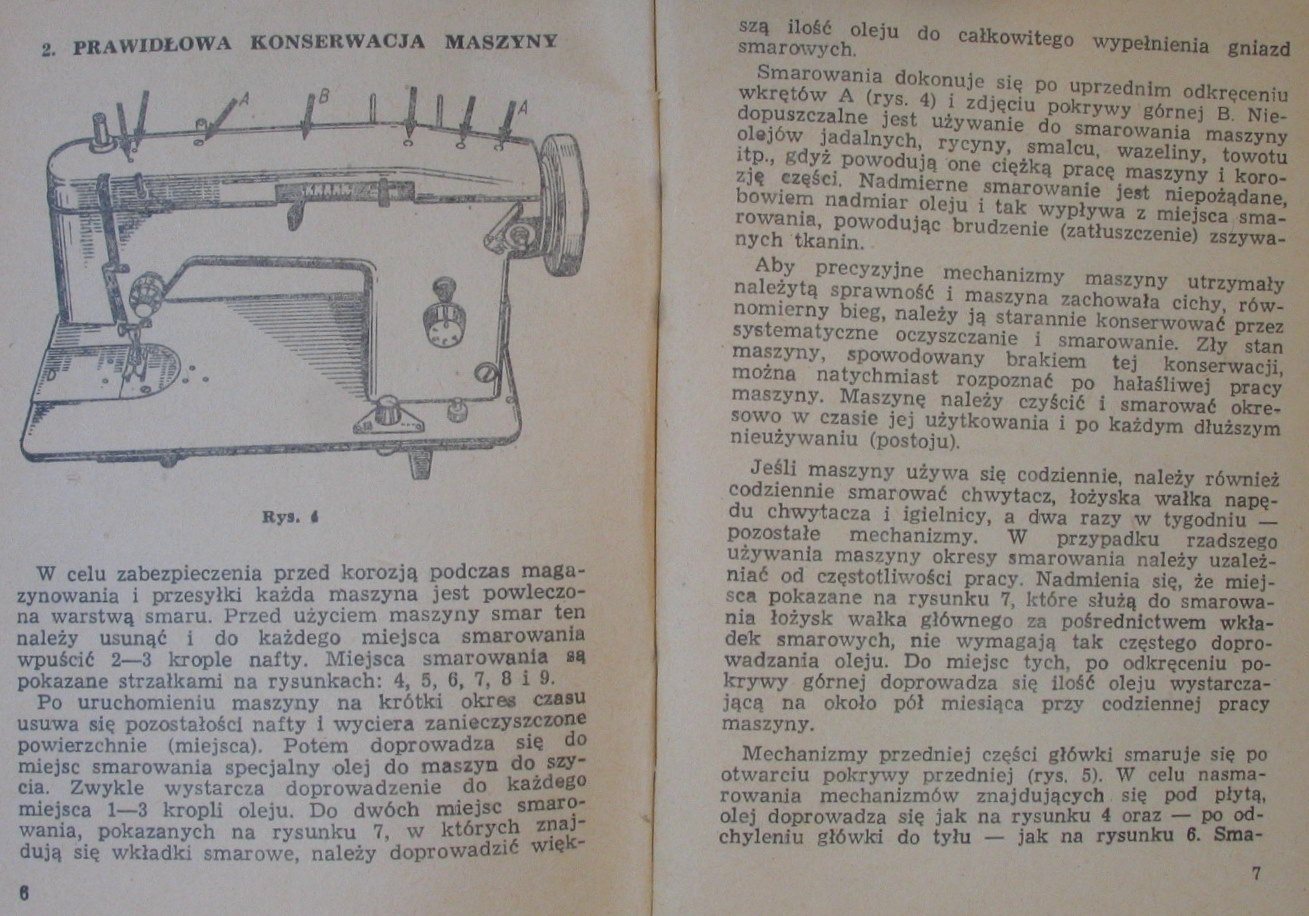 2. PRAWIDŁOWA KONSERWACJA MASZYNY
A
B
A
Rys. 4
W celu zabezpieczenia przed korozją podczas maga-
zynowania i przesyłki każda maszyna jest powleczo-
na warstwą smaru. Przed użyciem maszyny smar ten
należy usunąć i do każdego miejsca smarowania
wpuścić 2—3 krople nafty. Miejsca smarowania są
pokazane strzałkami na rysunkach: 4, 5, 6, 7, 8 i 9.
Po uruchomieniu maszyny na krótki okres czasu
usuwa się pozostałości nafty i wyciera zanieczyszczone
powierzchnie (miejsca). Potem doprowadza się do
miejsc smarowania specjalny olej do maszyn do szy-
cia. Zwykle wystarcza doprowadzenie do każdego
miejsca 1—3 kropli oleju. Do dwóch miejsc smaro-
wania, pokazanych na rysunku 7, w których znaj-
dują się wkładki smarowe, należy doprowadzić więk-
6
szą ilość oleju do całkowitego wypełnienia gniazd
smarowych.
Smarowania dokonuje się po uprzednim odkręceniu
wkrętów A (rys. 4) i zdjęciu pokrywy górnej B. Nie-
dopuszczalne jest używanie do smarowania maszyny
olejów jadalnych, rycyny, smalcu, wazeliny, towotu
itp., gdyż powodują one ciężką pracę maszyny i koro-
zję części. Nadmierne smarowanie jest niepożądane,
bowiem nadmiar oleju i tak wypływa z miejsca sma-
rowania, powodując brudzenie (zatłuszczenie) zszywa-
nych tkanin.
Aby precyzyjne mechanizmy maszyny utrzymały
należytą sprawność i maszyna zachowała cichy, rów-
nomierny bieg, należy ją starannie konserwować przez
systematyczne oczyszczanie i smarowanie. Zły stan
maszyny, spowodowany brakiem tej konserwacji,
można natychmiast rozpoznać po hałaśliwej pracy
maszyny. Maszynę należy czyścić i smarować okre-
sowo w czasie jej użytkowania i po każdym dłuższym
nieużywaniu (postoju).
Jeśli maszyny używa się codziennie, należy również
codziennie smarować chwytacz, łożyska wałka napę-
du chwytacza i igielnicy, a dwa razy w tygodniu —
pozostałe mechanizmy. W przypadku rzadszego
używania maszyny okresy smarowania należy uzależ-
niać od częstotliwości pracy. Nadmienia się, że miej-
sca pokazane na rysunku 7, które służą do smarowa-
nia łożysk wałka głównego za pośrednictwem wkła-
dek smarowych, nie wymagają tak częstego dopro-
wadzania oleju. Do miejsc tych, po odkręceniu po-
krywy górnej doprowadza się ilość oleju wystarcza-
jącą na około pół miesiąca przy codziennej pracy
maszyny.
Mechanizmy przedniej części główki smaruje się po
otwarciu pokrywy przedniej (rys. 5). W celu nasma-
rowania mechanizmów znajdujących się pod płytą,
olej doprowadza się jak na rysunku 4 oraz — po od-
chyleniu główki do tyłu — jak na rysunku 6. Sma-
7